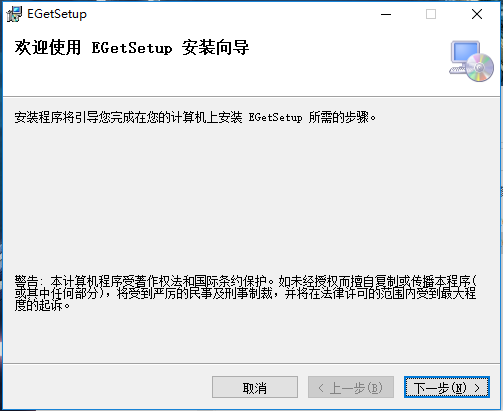 EGetSetup
欢迎使用 EGetSetup 安装向导
安装程序将引导您完成在您的计算机上安装 EGetSetup 所需的步骤。
警告: 本计算机程序受著作权法和国际条约保护。如未经授权而擅自复制或传播本程序(
或其中任何部分)，将受到严厉的民事及刑事制裁，并将在法律许可的范围内受到最大程
度的起诉。
取消
< 上一步(B)
下一步(N) >